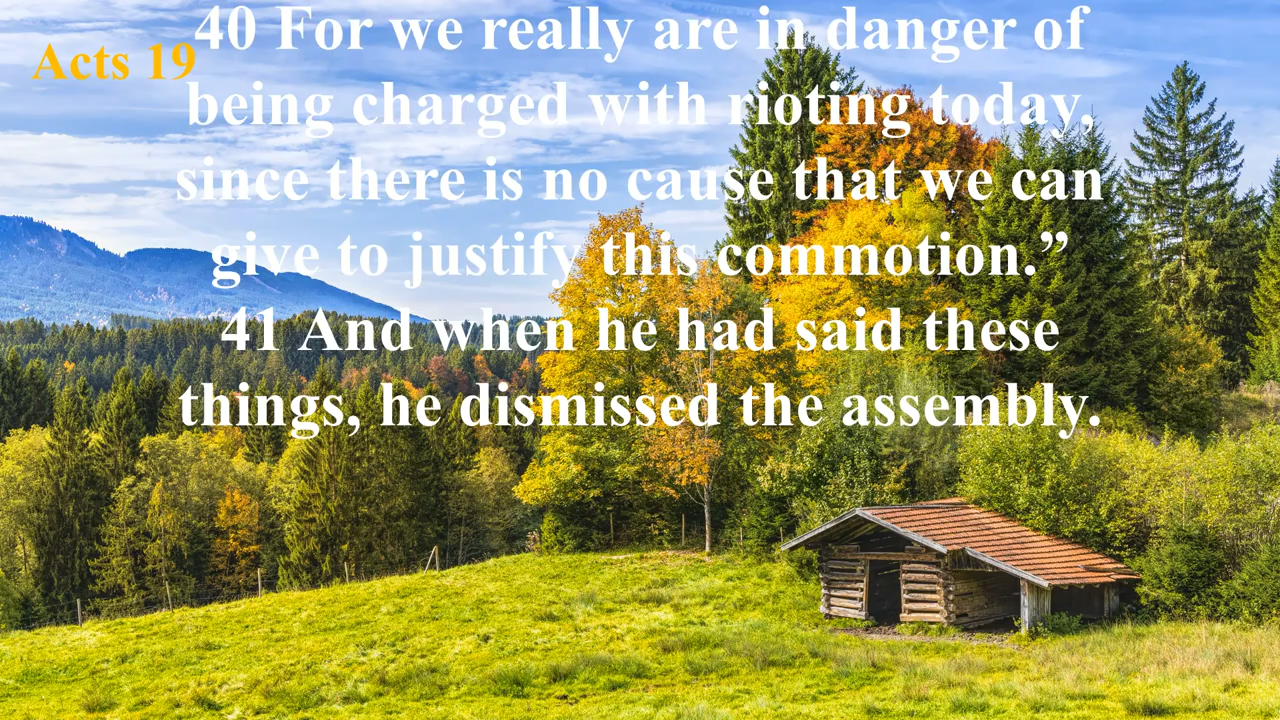 Acts 19
40 For we really are in danger of
being charged with rioting today,
since there is no cause that we can
give to justify this commotion.”
41 And when he had said these
things, he dismissed the assembly.